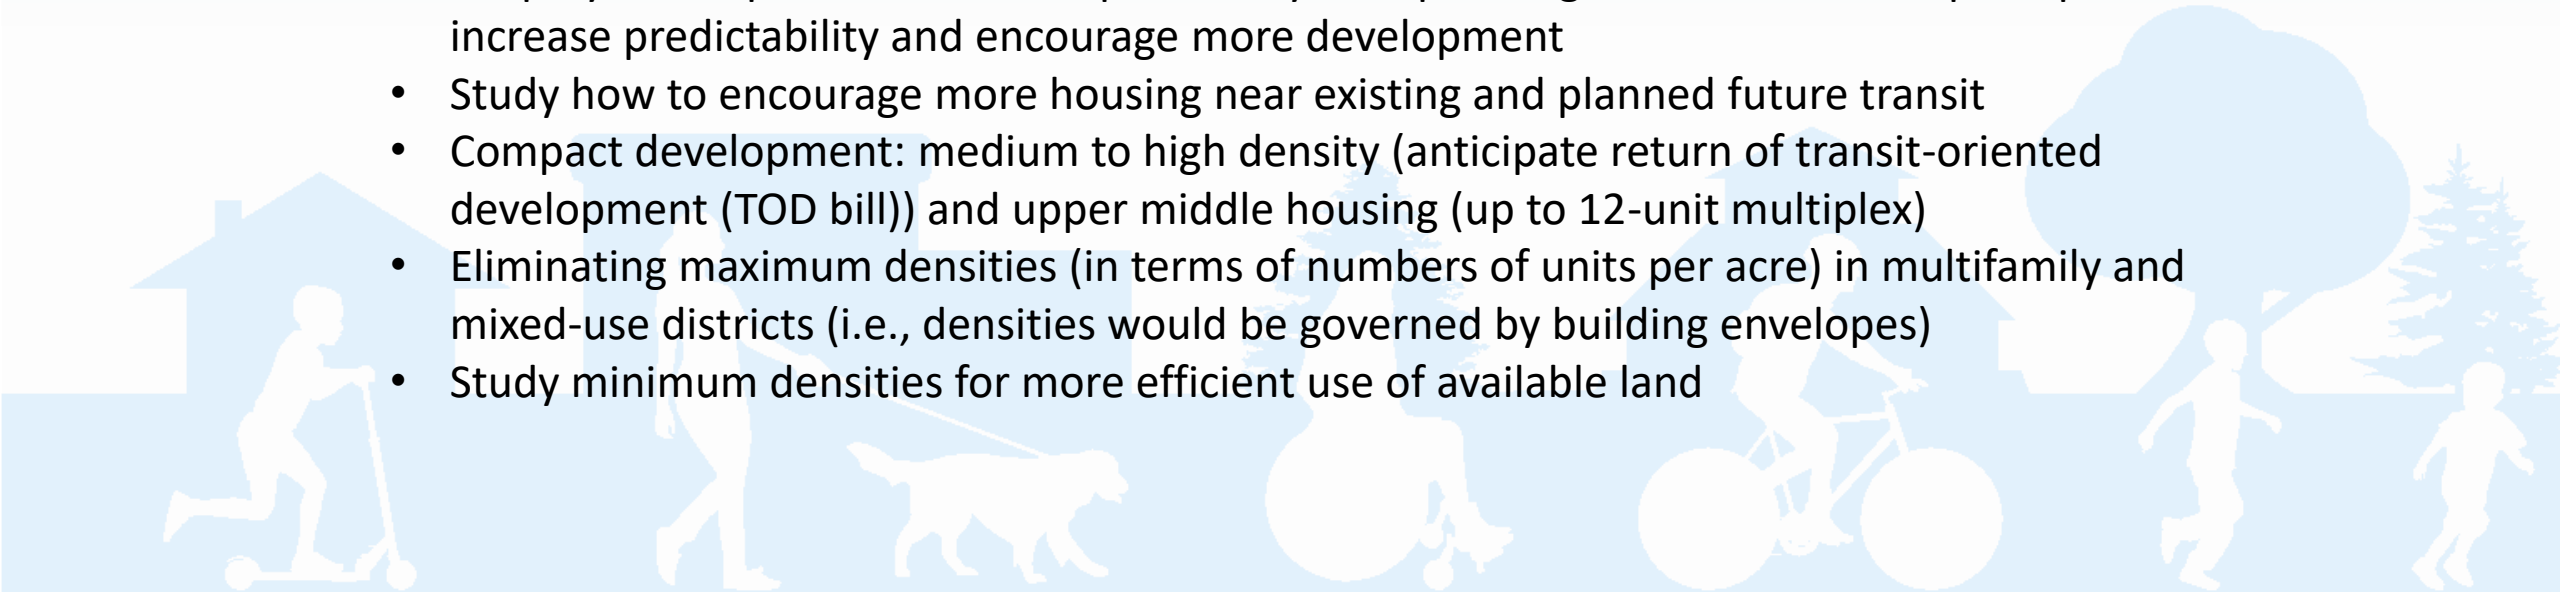 increase predictability and encourage more development
• Study how to encourage more housing near existing and planned future transit
• Compact development: medium to high density (anticipate return of transit-oriented
development (TOD bill)) and upper middle housing (up to 12-unit multiplex)
• Eliminating maximum densities (in terms of numbers of units per acre) in multifamily and
mixed-use districts (i.e., densities would be governed by building envelopes)
• Study minimum densities for more efficient use of available land